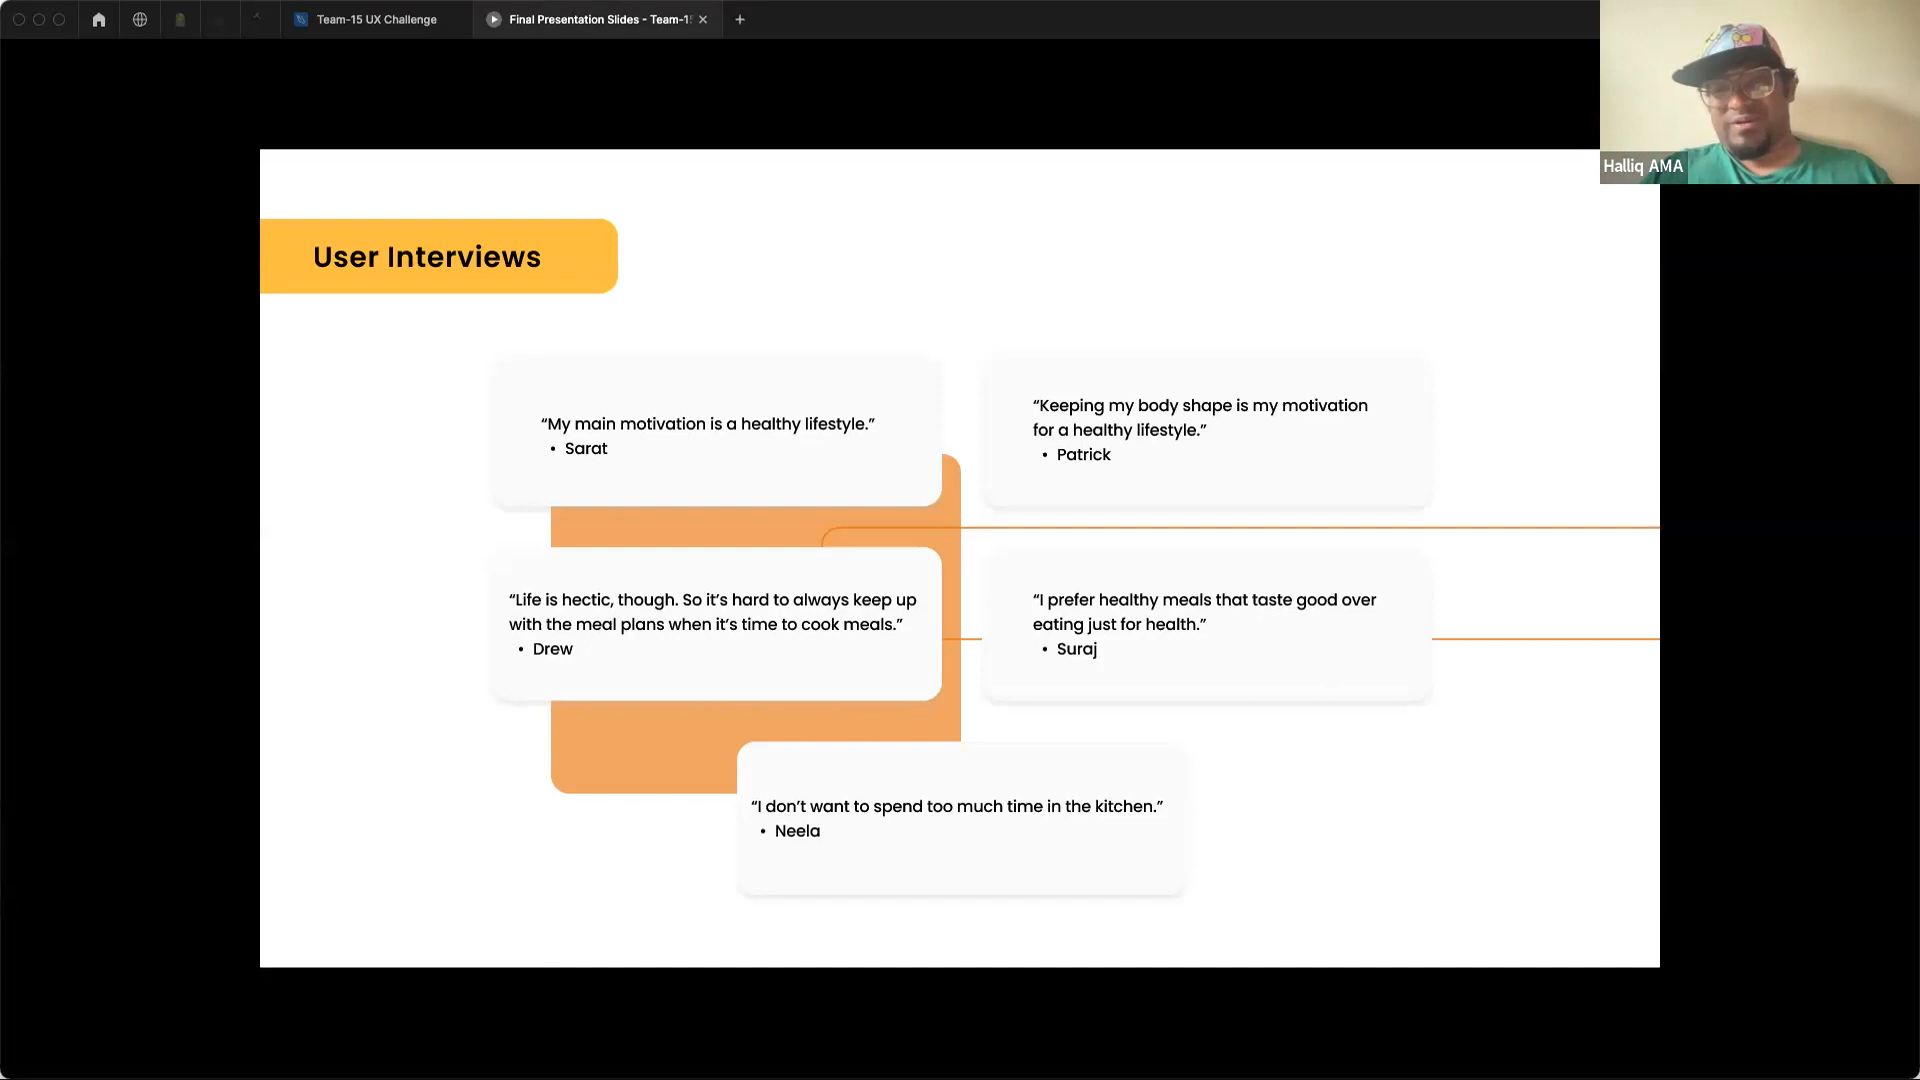 Team-15 UX Challenge
Final Presentation Slides - Team-15
Halliq AMA
User Interviews
“My main motivation is a healthy lifestyle.”
• Sarat
“Keeping my body shape is my motivation
for a healthy lifestyle.”
• Patrick
“Life is hectic, though. So it’s hard to always keep up
with the meal plans when it’s time to cook meals.”
• Drew
“I prefer healthy meals that taste good over
eating just for health.”
• Suraj
“I don’t want to spend too much time in the kitchen.”
• Neela